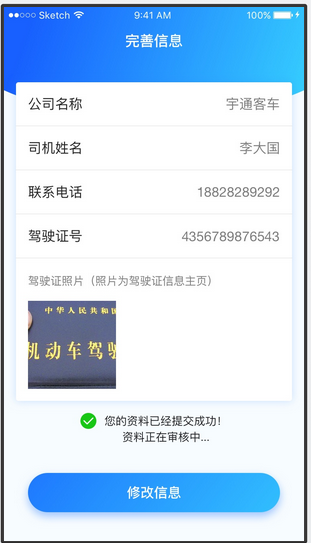 Sketch 9:41 AM 100%
完善信息
公司名称 宇通客车
司机姓名 李大国
联系电话 18828289292
驾驶证号 4356789876543
驾驶证照片（照片为驾驶证信息主页）
中华人民共和国
机动车驾驶
您的资料已经提交成功！
资料正在审核中...
修改信息